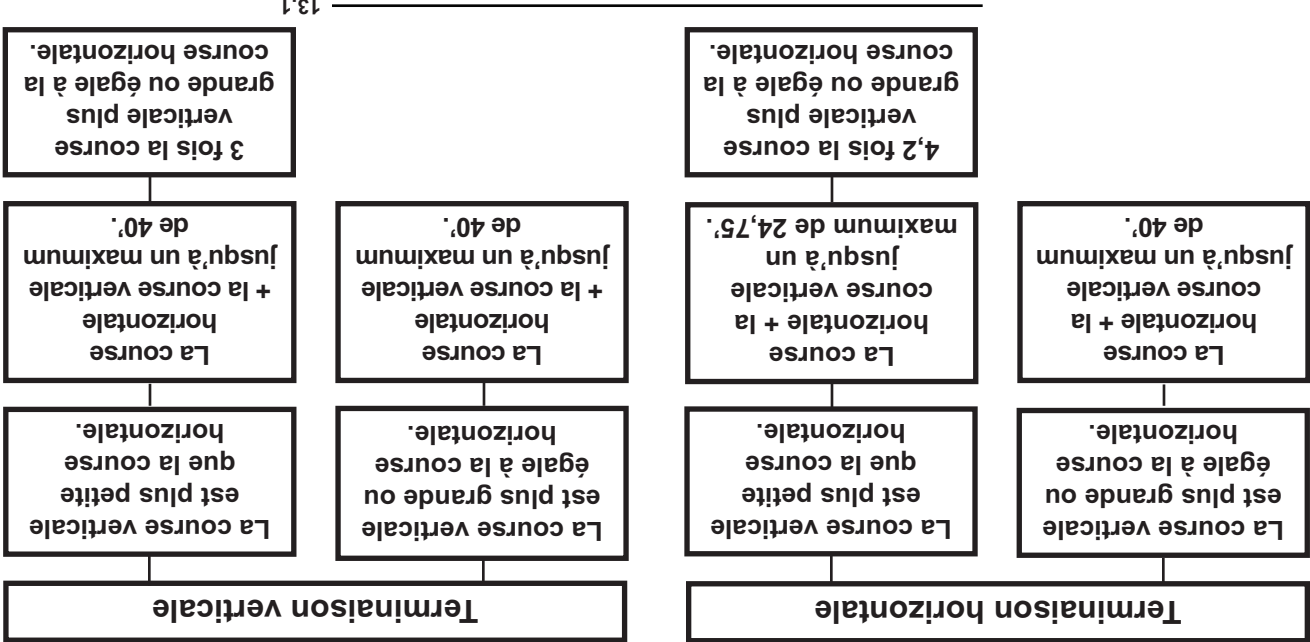 Terminaison horizontale
La course verticale
est plus grande ou
égale à la course
horizontale.
La course
horizontale + la
course verticale
jusqu'à un maximum
de 40'.
La course verticale
est plus petite
que la course
horizontale.
La course
horizontale + la
course verticale
jusqu'à un
maximum de 24,75'.
4,2 fois la course
verticale plus
grande ou égale à la
course horizontale.
Terminaison verticale
La course verticale
est plus grande ou
égale à la course
horizontale.
La course
horizontale
+ la course verticale
jusqu'à un maximum
de 40'.
La course verticale
est plus petite
que la course
horizontale.
La course
horizontale
+ la course verticale
jusqu'à un maximum
de 40'.
3 fois la course
verticale plus
grande ou égale à la
course horizontale.
13.1